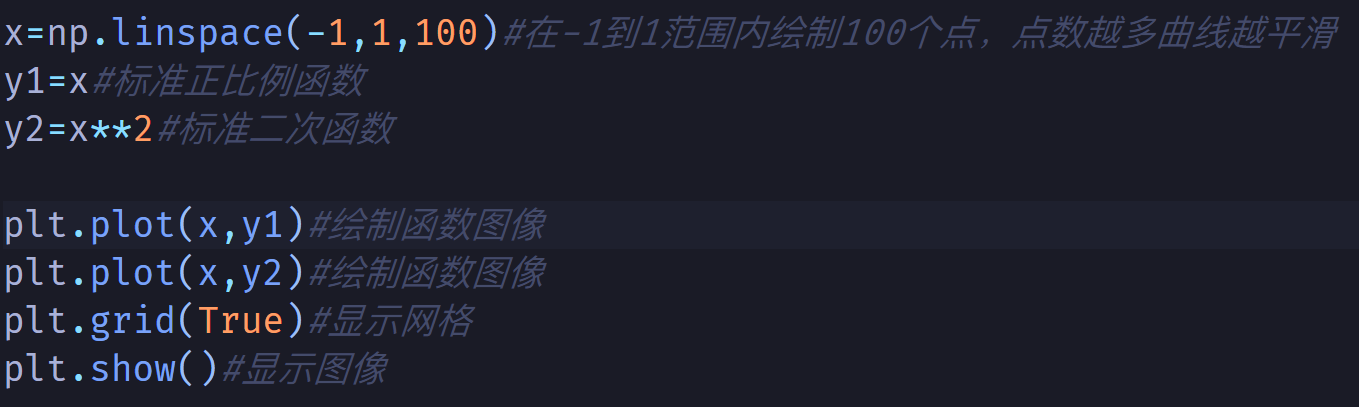 x=np.linspace(-1,1,100)#在-1到1范围内绘制100个点，点数越多曲线越平滑
y1=x#标准正比例函数
y2=x**2#标准二次函数
plt.plot(x,y1)#绘制函数图像
plt.plot(x,y2)#绘制函数图像
plt.grid(True)#显示网格
plt.show()#显示图像